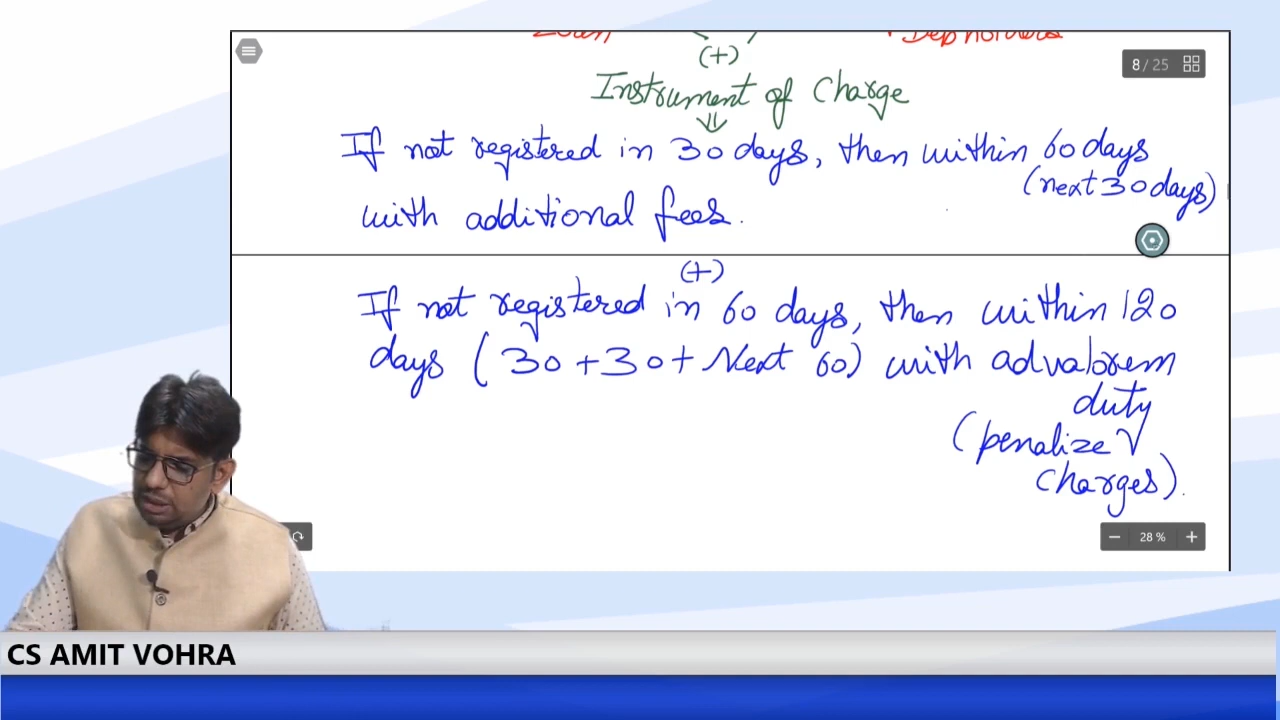 (+)
Instrument of Charge
If not registered in 30 days, then within 60 days
(next 30 days)
with additional fees.
8 / 25
(+)
If not registered in 60 days, then within 120
days (30 + 30 + Next 60) with advalorem
duty
(penalize
charges).
28 %
CS AMIT VOHRA